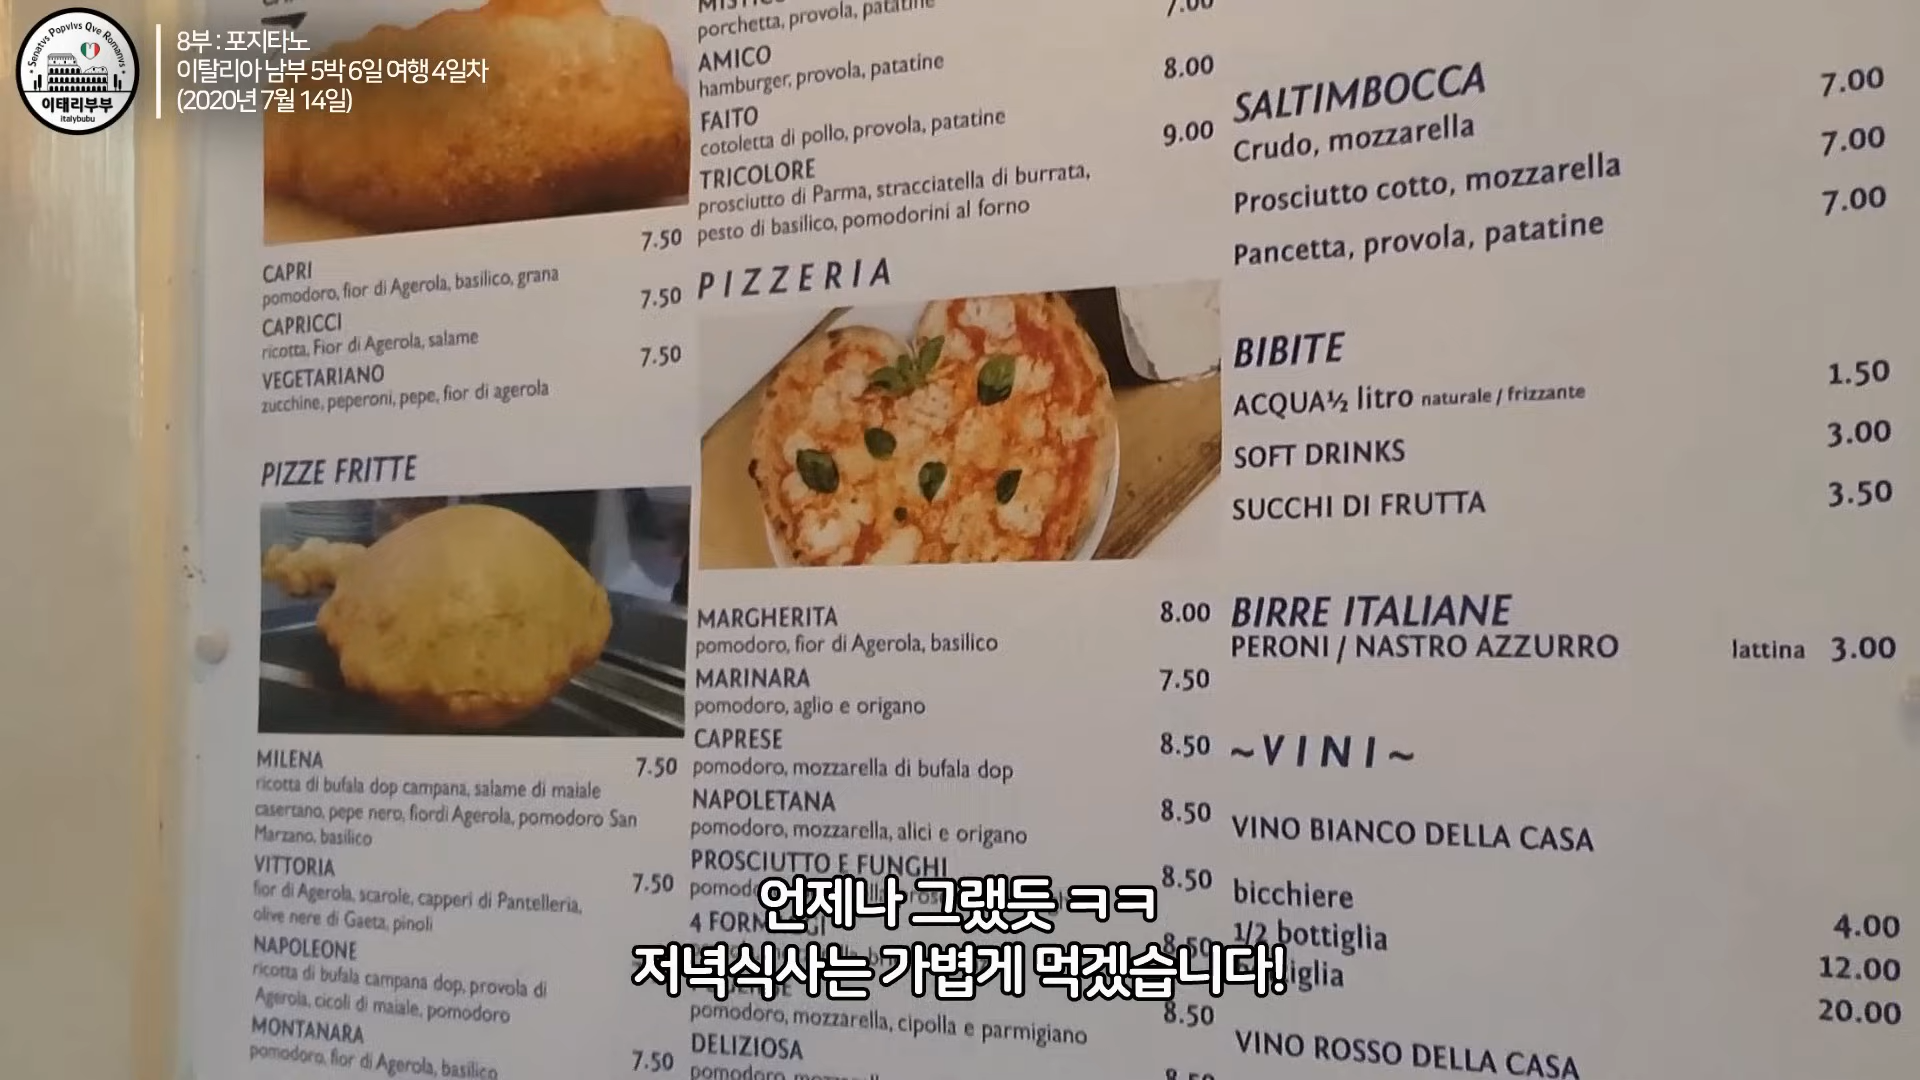 Senatvs Popvlvs Qve Romanvs
이태리부부
italybubu
8부 : 포지타노
이탈리아 남부 5박 6일 여행 4일차
(2020년 7월 14일)
7.50
CAPRI
pomodoro, fior di Agerola, basilico, grana
7.50
CAPRICCI
ricotta, Fior di Agerola, salame
7.50
VEGETARIANO
zucchine, peperoni, pepe, fior di agerola
PIZZE FRITTE
MILENA 7.50
ricotta di bufala dop campana, salame di maiale
casertano, pepe nero, fiordi Agerola, pomodoro San
Marzano, basilico
VITTORIA 7.50
fior di Agerola, scarole, capperi di Pantelleria,
olive nere di Gaeta, pinoli
NAPOLEONE
ricotta di bufala campana dop, provola di
Agerola, cicoli di maiale, pomodoro
MONTANARA 7.50
pomodoro, fior di Agerola, basilico
porchetta, provola, patatine 7.00
AMICO
hamburger, provola, patatine 8.00
FAITO
cotoletta di pollo, provola, patatine 9.00
TRICOLORE
prosciutto di Parma, stracciatella di burrata,
pesto di basilico, pomodorini al forno
PIZZERIA
MARGHERITA 8.00
pomodoro, fior di Agerola, basilico
MARINARA 7.50
pomodoro, aglio e origano
CAPRESE 8.50
pomodoro, mozzarella di bufala dop
NAPOLETANA 8.50
pomodoro, mozzarella, alici e origano
PROSCIUTTO E FUNGHI 8.50
4 8.50
pomodoro, mozzarella, cipolla e parmigiano 8.50
DELIZIOSA
pomodoro 8.50
SALTIMBOCCA
Crudo, mozzarella 7.00
Prosciutto cotto, mozzarella 7.00
Pancetta, provola, patatine 7.00
BIBITE
ACQUA ½ litro naturale / frizzante 1.50
SOFT DRINKS 3.00
SUCCHI DI FRUTTA 3.50
BIRRE ITALIANE
PERONI / NASTRO AZZURRO lattina 3.00
~VINI~
VINO BIANCO DELLA CASA
bicchiere 4.00
1/2 bottiglia 12.00
20.00
VINO ROSSO DELLA CASA
언제나 그랬듯 ㅋㅋ
저녁식사는 가볍게 먹겠습니다!